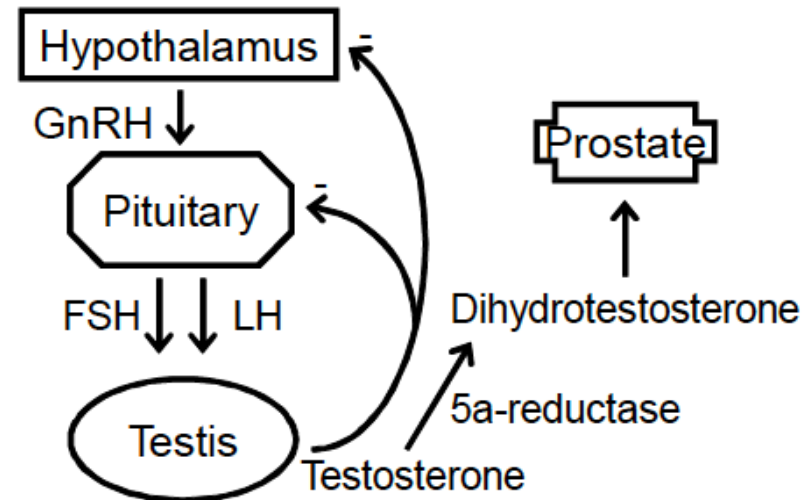 Hypothalamus
-
GnRH
Prostate
Pituitary
-
FSH
LH
Dihydrotestosterone
5a-reductase
Testis
Testosterone